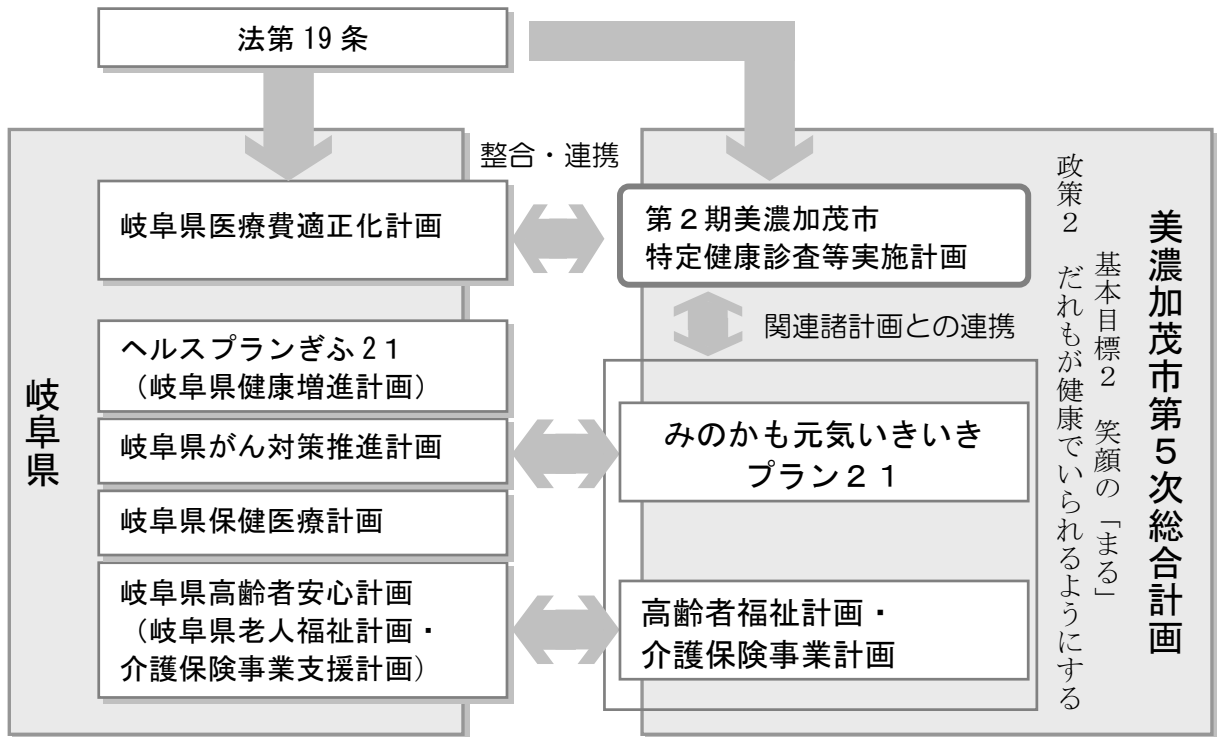 法第19条
整合・連携
岐阜県
岐阜県医療費適正化計画
ヘルスプランぎふ21
（岐阜県健康増進計画）
岐阜県がん対策推進計画
岐阜県保健医療計画
岐阜県高齢者安心計画
（岐阜県老人福祉計画・
介護保険事業支援計画）
第２期美濃加茂市
特定健康診査等実施計画
関連諸計画との連携
みのかも元気いきいき
プラン２１
高齢者福祉計画・
介護保険事業計画
美濃加茂市第５次総合計画
基本目標２　笑顔の「まる」
政策２　だれもが健康でいられるようにする